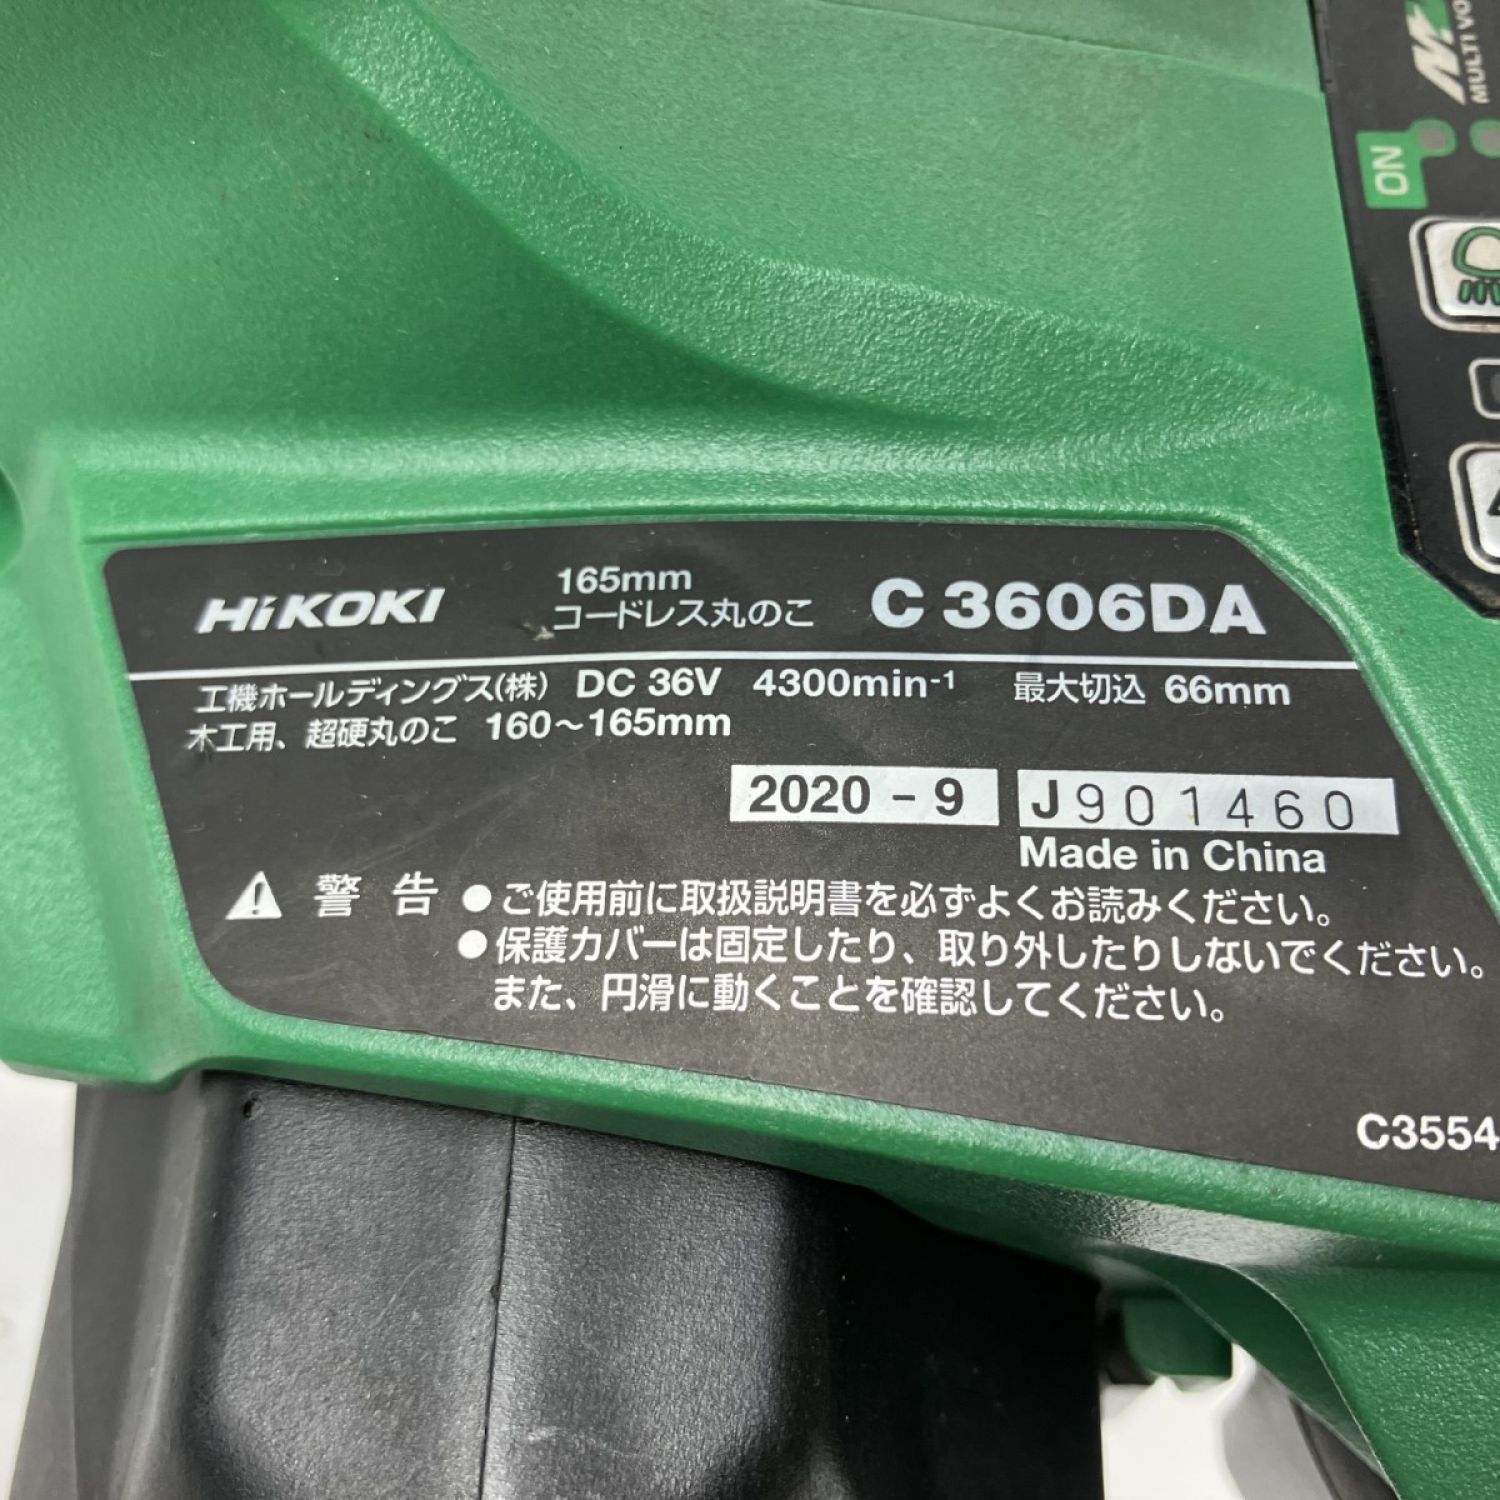 MULTI VO
ON
HiKOKI
165mm
コードレス丸のこ
C 3606DA
工機ホールディングス(株) DC 36V 4300min-1 最大切込 66mm
木工用、超硬丸のこ 160~165mm
2020 - 9 J901460
Made in China
警 告 ●ご使用前に取扱説明書を必ずよくお読みください。
●保護カバーは固定したり、取り外したりしないでください。
また、円滑に動くことを確認してください。
C3554